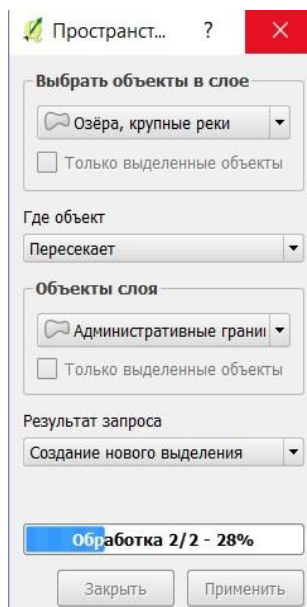 Пространст... ?
Выбрать объекты в слое
Озёра, крупные реки
Только выделенные объекты
Где объект
Пересекает
Объекты слоя
Административные грани
Только выделенные объекты
Результат запроса
Создание нового выделения
Обработка 2/2 - 28%
Закрыть Применить